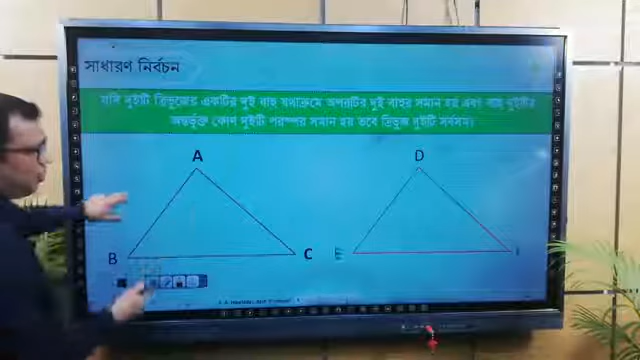 সাধারণ নির্বচন
যদি দুইটি ত্রিভুজের একটির দুই বাহু যথাক্রমে অপরটির দুই বাহুর সমান হয় এবং বাহু দুইটির
অন্তর্ভুক্ত কোণ দুইটি পরস্পর সমান হয় তবে ত্রিভুজ দুইটি সর্বসম।
A
D
B
C
E